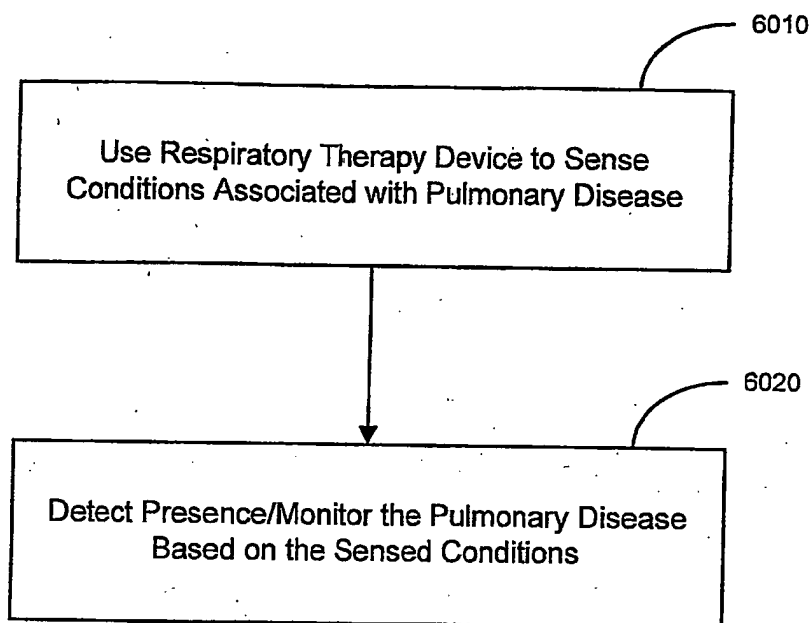 6010
Use Respiratory Therapy Device to Sense
Conditions Associated with Pulmonary Disease
6020
Detect Presence/Monitor the Pulmonary Disease
Based on the Sensed Conditions